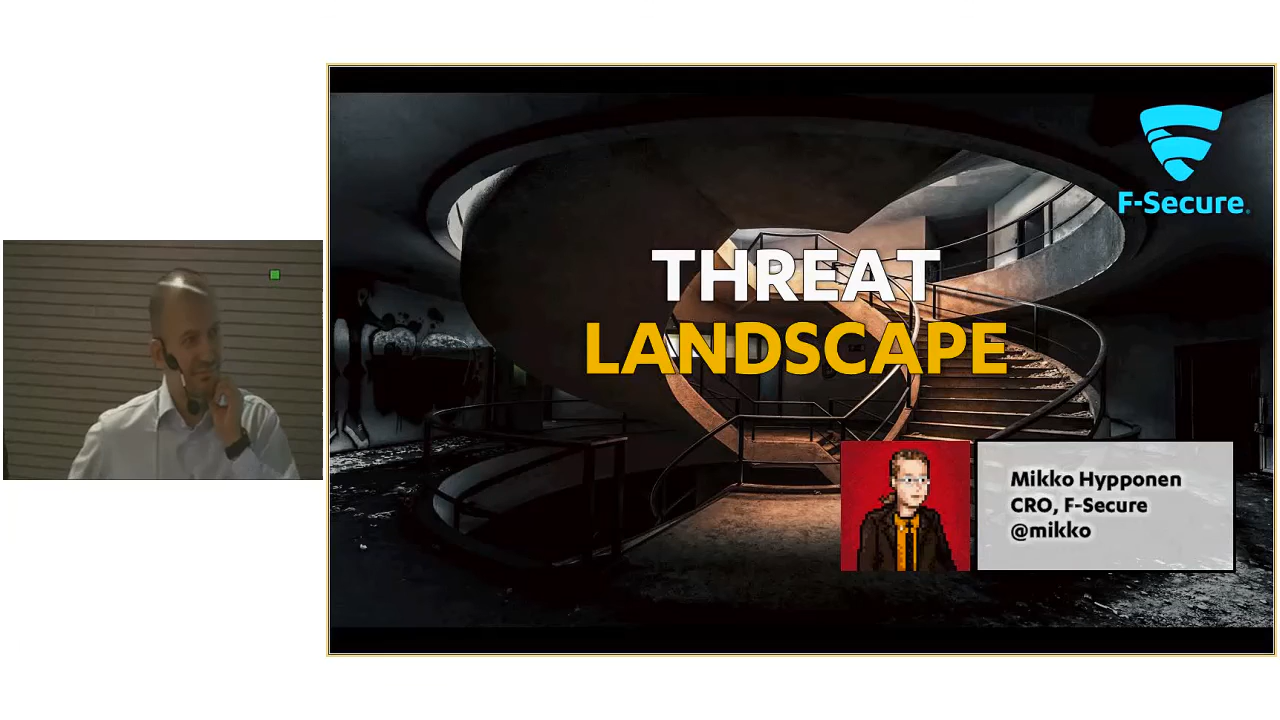 F-Secure.
THREAT
LANDSCAPE
Mikko Hypponen
CRO, F-Secure
@mikko